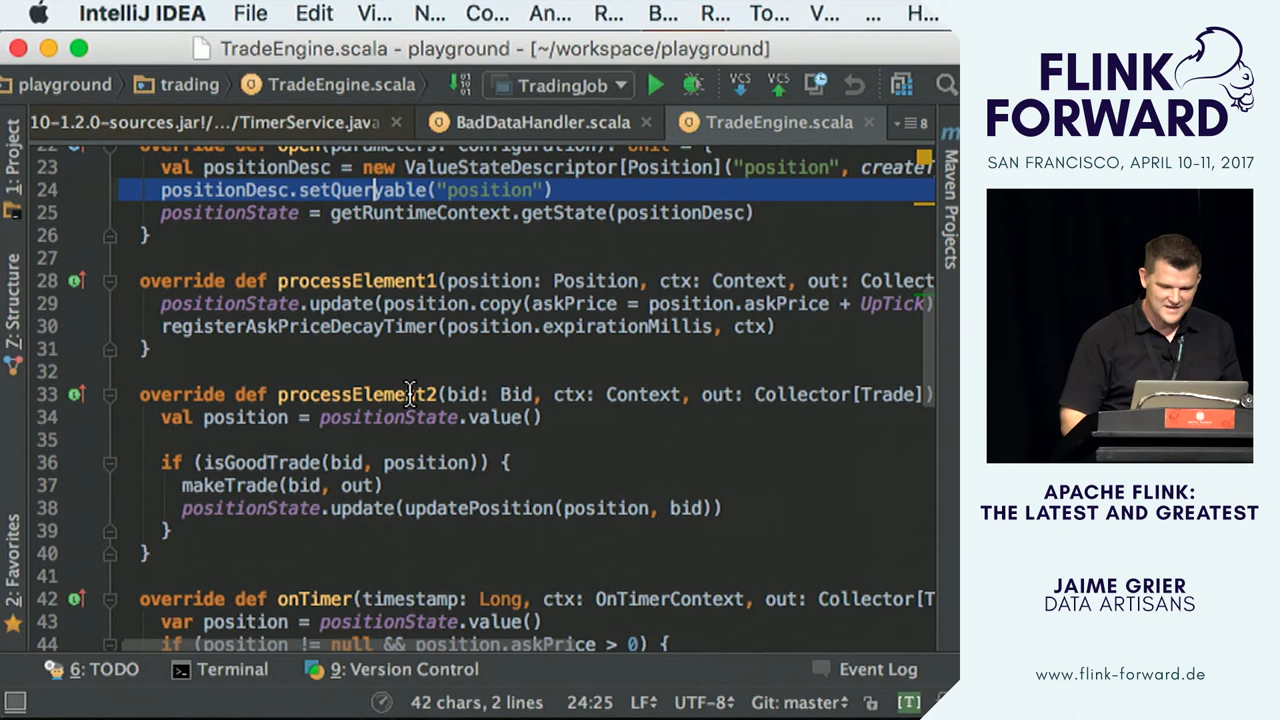 IntelliJ IDEA File Edit Vi... N... Co... An... R... B... R... To... V... ... H...
TradeEngine.scala - playground - [~/workspace/playground]
playground trading TradeEngine.scala TradingJob VCS VCS
10-1.2.0-sources.jar!/.../TimerService.java BadDataHandler.scala TradeEngine.scala 8
1: Project
Z: Structure
2: Favorites
Maven Projects
22 override def open(parameters: Configuration): Unit = {
23 val positionDesc = new ValueStateDescriptor[Position]("position", createT
24 positionDesc.setQueryable("position")
25 positionState = getRuntimeContext.getState(positionDesc)
26 }
27
28 override def processElement1(position: Position, ctx: Context, out: Collect
29 positionState.update(position.copy(askPrice = position.askPrice + UpTick)
30 registerAskPriceDecayTimer(position.expirationMillis, ctx)
31 }
32
33 override def processElement2(bid: Bid, ctx: Context, out: Collector[Trade])
34 val position = positionState.value()
35
36 if (isGoodTrade(bid, position)) {
37 makeTrade(bid, out)
38 positionState.update(updatePosition(position, bid))
39 }
40 }
41
42 override def onTimer(timestamp: Long, ctx: OnTimerContext, out: Collector[T
43 var position = positionState.value()
44 if (position != null && position.askPrice > 0) {
6: TODO Terminal 9: Version Control Event Log
42 chars, 2 lines 24:25 LF UTF-8 Git: master [T]
FLINK
FORWARD
SAN FRANCISCO, APRIL 10-11, 2017
APACHE FLINK:
THE LATEST AND GREATEST
JAIME GRIER
DATA ARTISANS
www.flink-forward.de